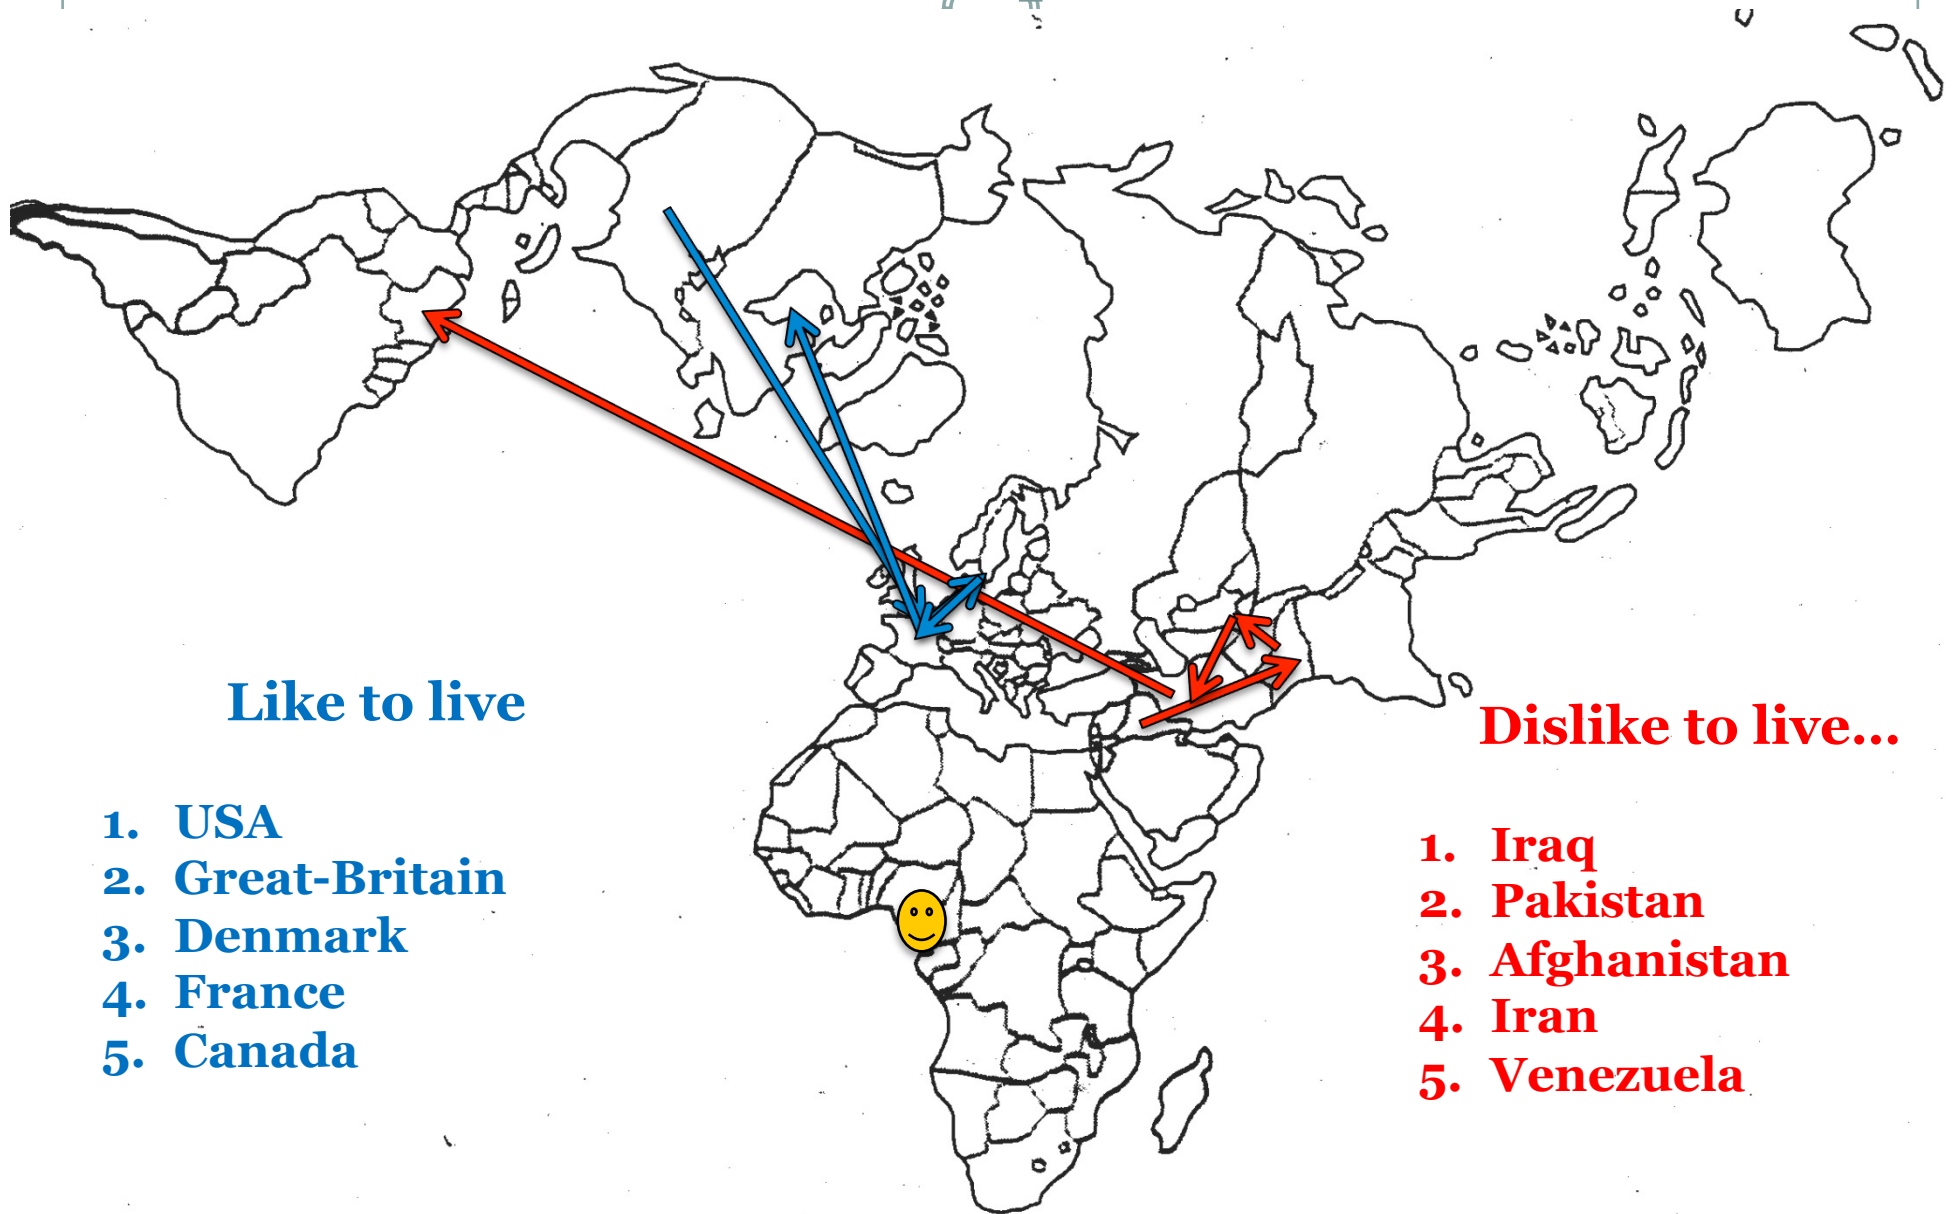 Like to live
1. USA
2. Great-Britain
3. Denmark
4. France
5. Canada
Dislike to live...
1. Iraq
2. Pakistan
3. Afghanistan
4. Iran
5. Venezuela